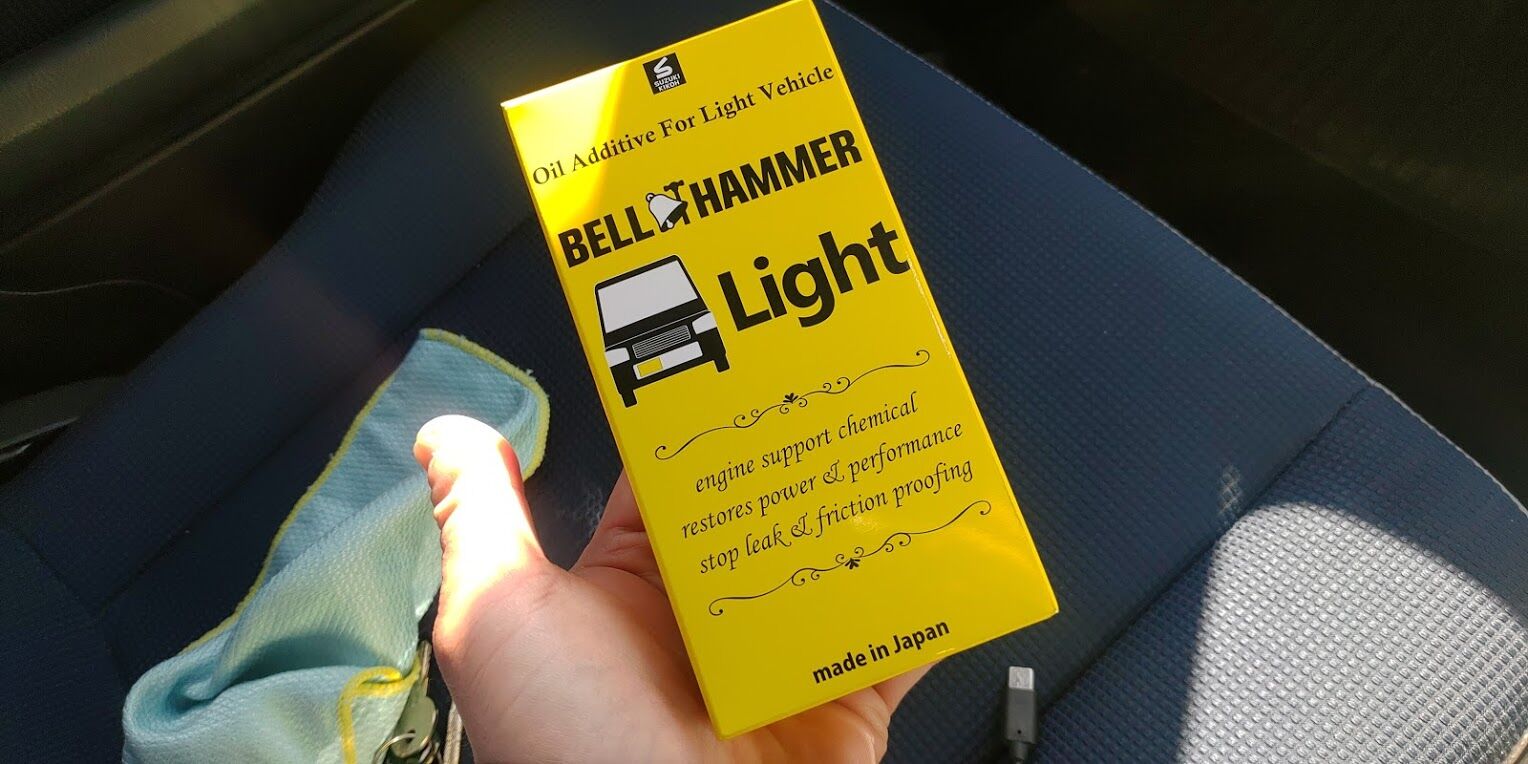 SUZUKI
KIKOH
Oil Additive For Light Vehicle
BELL HAMMER
Light
engine support chemical
restores power & performance
stop leak & friction proofing
made in Japan